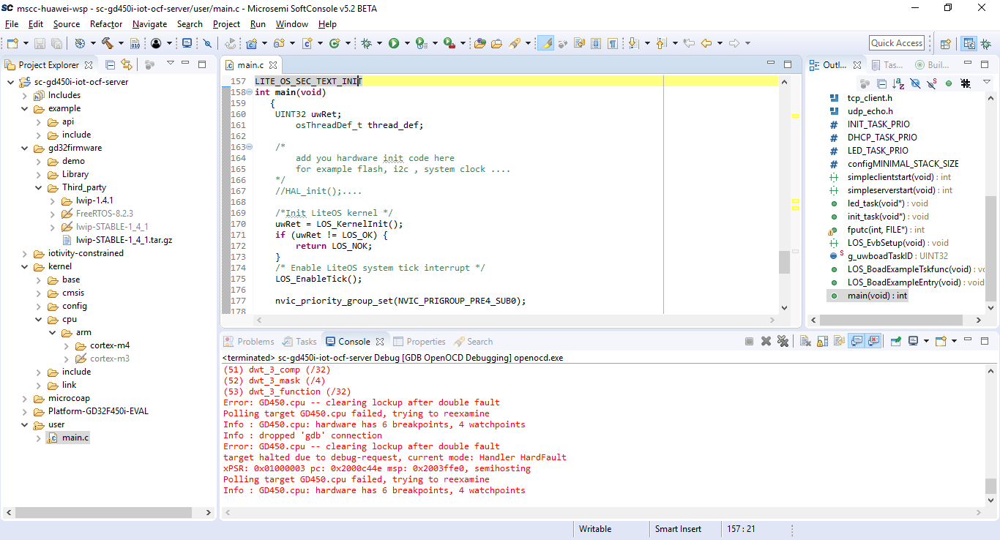 SC mscc-huawei-wsp - sc-gd450i-iot-ocf-server/user/main.c - Microsemi SoftConsole v5.2 BETA
File Edit Source Refactor Navigate Search Project Run Window Help
Quick Access
Project Explorer
sc-gd450i-iot-ocf-server
Includes
example
api
include
gd32firmware
demo
Library
Third_party
lwip-1.4.1
FreeRTOS-8.2.3
lwip-STABLE-1_4_1
lwip-STABLE-1_4_1.tar.gz
iotivity-constrained
kernel
base
cmsis
config
cpu
arm
cortex-m4
cortex-m3
include
link
microcoap
Platform-GD32F450i-EVAL
user
main.c
main.c
157 LITE_OS_SEC_TEXT_INIT
158 int main(void)
159 {
160 UINT32 uwRet;
161 osThreadDef_t thread_def;
162
163 /*
164 add you hardware init code here
165 for example flash, i2c , system clock ....
166 */
167 //HAL_init();....
168
169 /*Init LiteOS kernel */
170 uwRet = LOS_KernelInit();
171 if (uwRet != LOS_OK) {
172 return LOS_NOK;
173 }
174 /* Enable LiteOS system tick interrupt */
175 LOS_EnableTick();
176
177 nvic_priority_group_set(NVIC_PRIGROUP_PRE4_SUB0);
178
Outl... Tas... Buil...
tcp_client.h
udp_echo.h
INIT_TASK_PRIO
DHCP_TASK_PRIO
LED_TASK_PRIO
configMINIMAL_STACK_SIZE
simpleclientstart(void) : int
simpleserverstart(void) : int
led_task(void*) : void
init_task(void*) : void
fputc(int, FILE*) : int
LOS_EvbSetup(void) : void
g_uwboadTaskID : UINT32
LOS_BoadExampleTskfunc(void) : vo
LOS_BoadExampleEntry(void) : void
main(void) : int
Problems Tasks Console Properties Search
<terminated> sc-gd450i-iot-ocf-server Debug [GDB OpenOCD Debugging] openocd.exe
(51) dwt_3_comp (/32)
(52) dwt_3_mask (/4)
(53) dwt_3_function (/32)
Error: GD450.cpu -- clearing lockup after double fault
Polling target GD450.cpu failed, trying to reexamine
Info : GD450.cpu: hardware has 6 breakpoints, 4 watchpoints
Info : dropped 'gdb' connection
Error: GD450.cpu -- clearing lockup after double fault
target halted due to debug-request, current mode: Handler HardFault
xPSR: 0x01000003 pc: 0x2000c44e msp: 0x2003ffe0, semihosting
Polling target GD450.cpu failed, trying to reexamine
Info : GD450.cpu: hardware has 6 breakpoints, 4 watchpoints
Writable Smart Insert 157 : 21